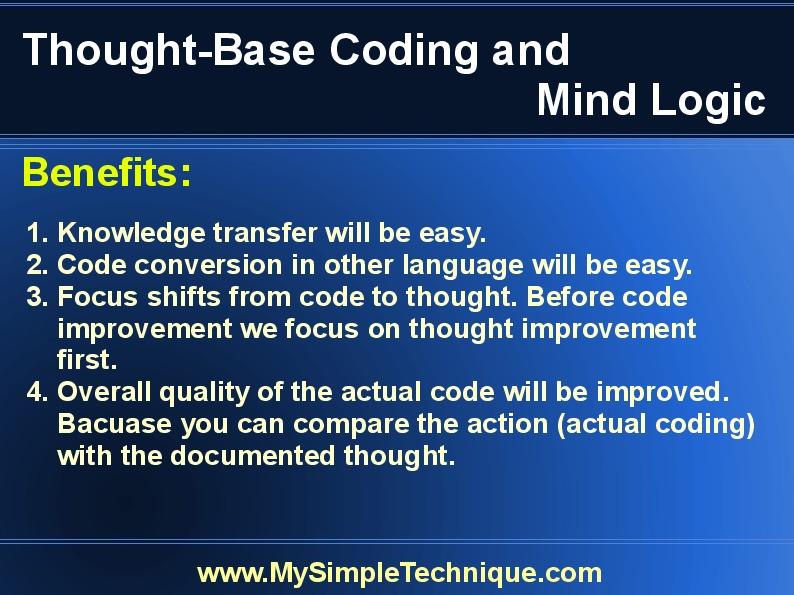 Thought-Base Coding and
Mind Logic
Benefits:
1. Knowledge transfer will be easy.
2. Code conversion in other language will be easy.
3. Focus shifts from code to thought. Before code
improvement we focus on thought improvement
first.
4. Overall quality of the actual code will be improved.
Bacuase you can compare the action (actual coding)
with the documented thought.
www.MySimpleTechnique.com